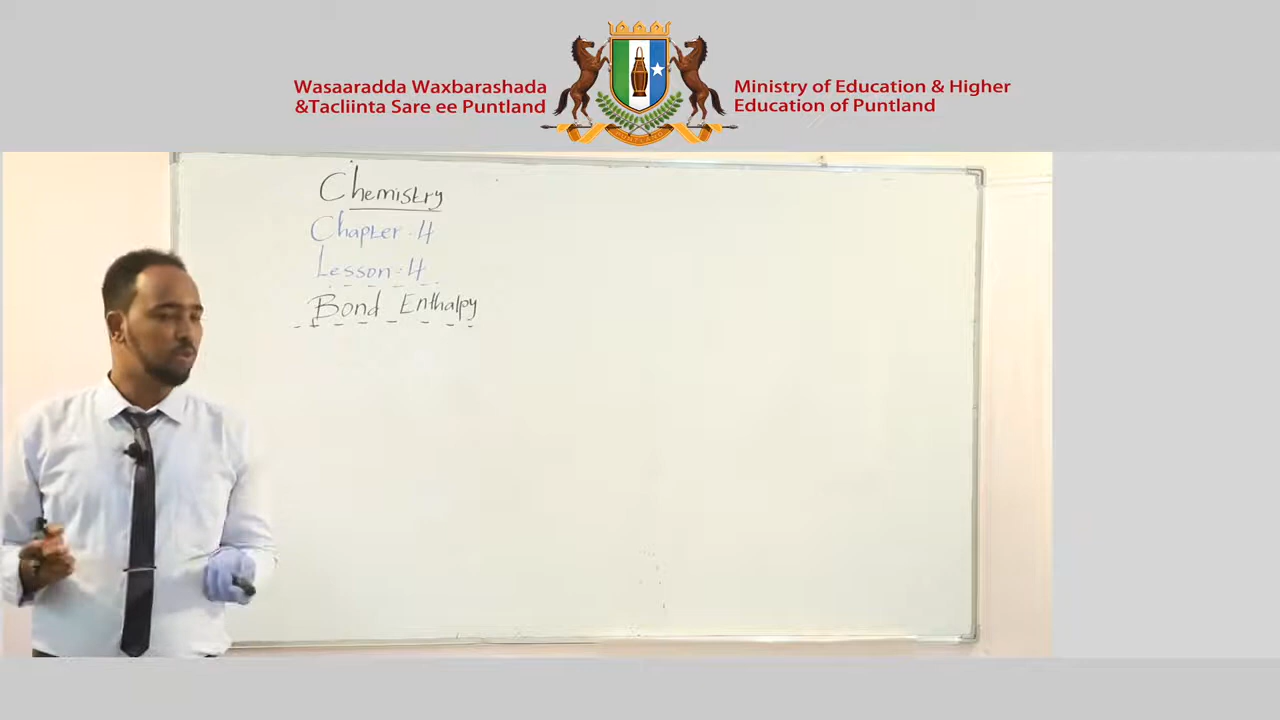 Wasaaradda Waxbarashada
&Tacliinta Sare ee Puntland
Ministry of Education & Higher
Education of Puntland
Chemistry
Chapter . 4
Lesson : 4
Bond Enthalpy